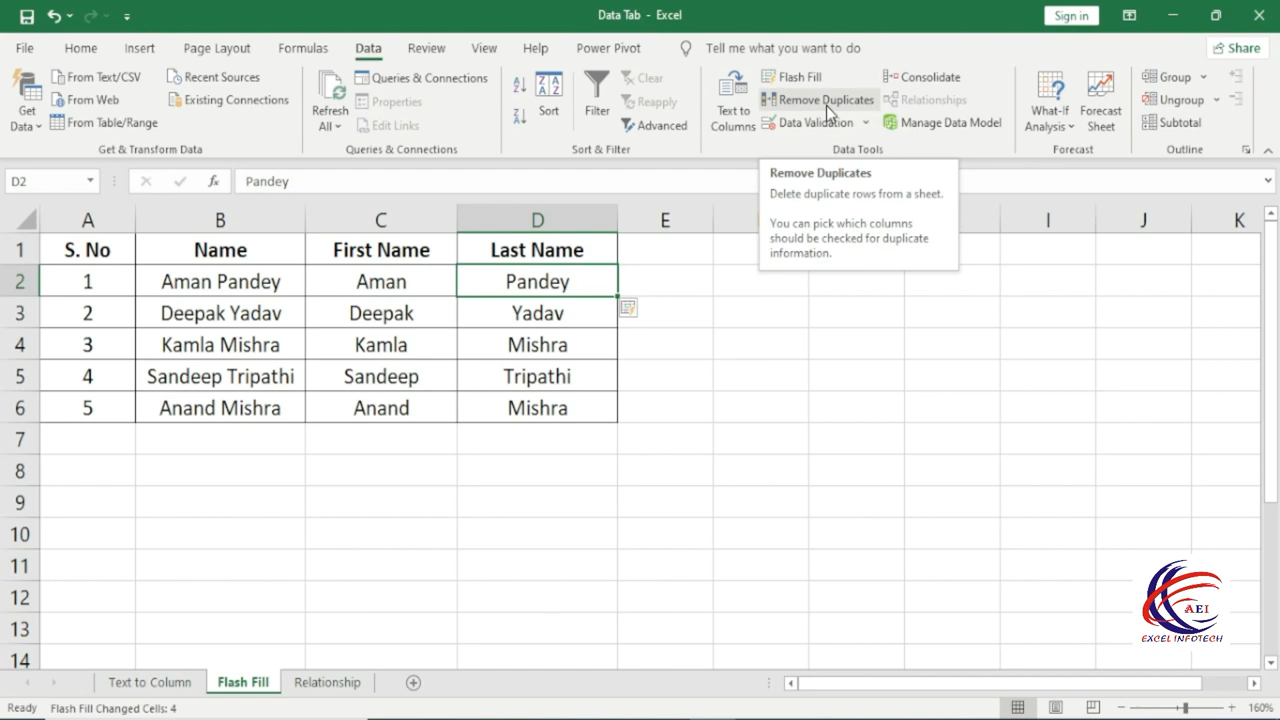 Data Tab - Excel
Sign in
File Home Insert Page Layout Formulas Data Review View Help Power Pivot Tell me what you want to do Share
Get Data
From Text/CSV
From Web
From Table/Range
Recent Sources
Existing Connections
Get & Transform Data
Refresh All
Queries & Connections
Properties
Edit Links
Queries & Connections
Sort
Filter
Clear
Reapply
Advanced
Sort & Filter
Text to Columns
Flash Fill
Remove Duplicates
Data Validation
Consolidate
Relationships
Manage Data Model
Data Tools
What-If Analysis
Forecast Sheet
Forecast
Group
Ungroup
Subtotal
Outline
D2 fx Pandey
Remove Duplicates
Delete duplicate rows from a sheet.
You can pick which columns
should be checked for duplicate
information.
A B C D E I J K
1 S. No Name First Name Last Name
2 1 Aman Pandey Aman Pandey
3 2 Deepak Yadav Deepak Yadav
4 3 Kamla Mishra Kamla Mishra
5 4 Sandeep Tripathi Sandeep Tripathi
6 5 Anand Mishra Anand Mishra
7
8
9
10
11
12
13
14
AEI
EXCEL INFOTECH
Text to Column Flash Fill Relationship
Ready Flash Fill Changed Cells: 4 160%